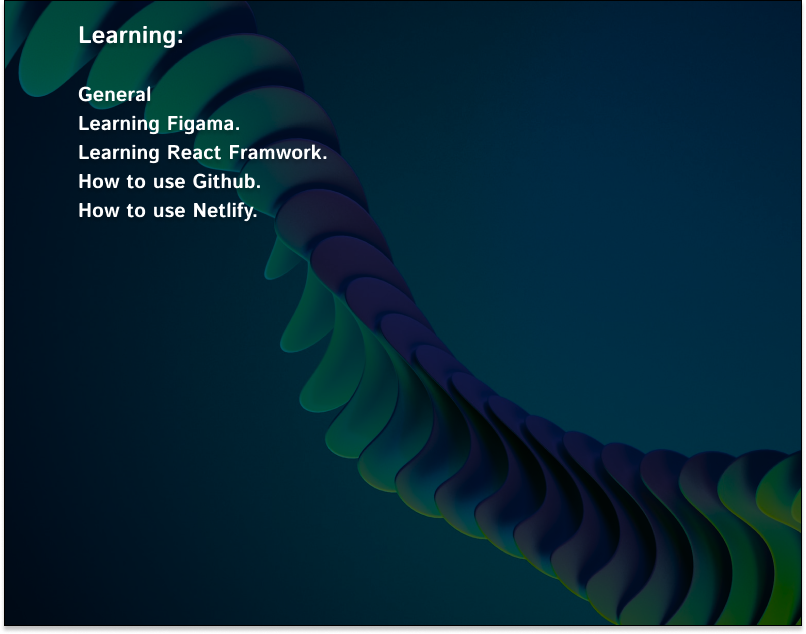 Learning:
General
Learning Figama.
Learning React Framwork.
How to use Github.
How to use Netlify.